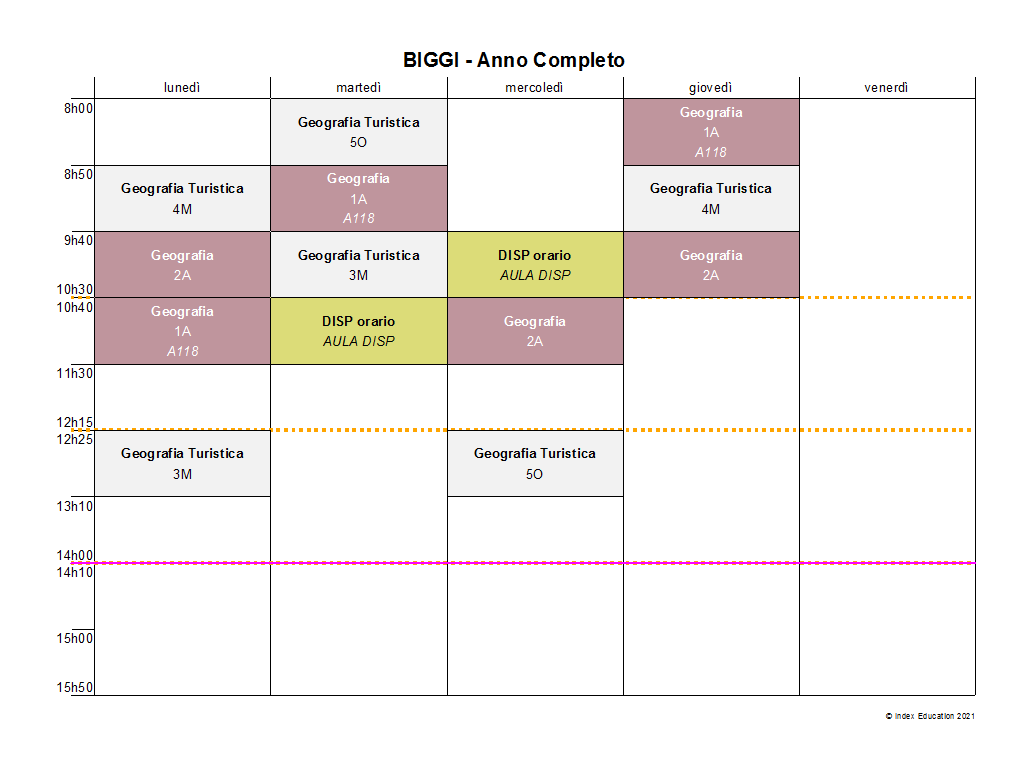 BIGGI - Anno Completo
lunedì martedì mercoledì giovedì venerdì
8h00
Geografia Turistica
5O
Geografia
1A
A118
8h50
Geografia Turistica
4M
Geografia
1A
A118
Geografia Turistica
4M
9h40
Geografia
2A
Geografia Turistica
3M
DISP orario
AULA DISP
Geografia
2A
10h30
10h40
Geografia
1A
A118
DISP orario
AULA DISP
Geografia
2A
11h30
12h15
12h25
Geografia Turistica
3M
Geografia Turistica
5O
13h10
14h00
14h10
15h00
15h50
© Index Education 2021